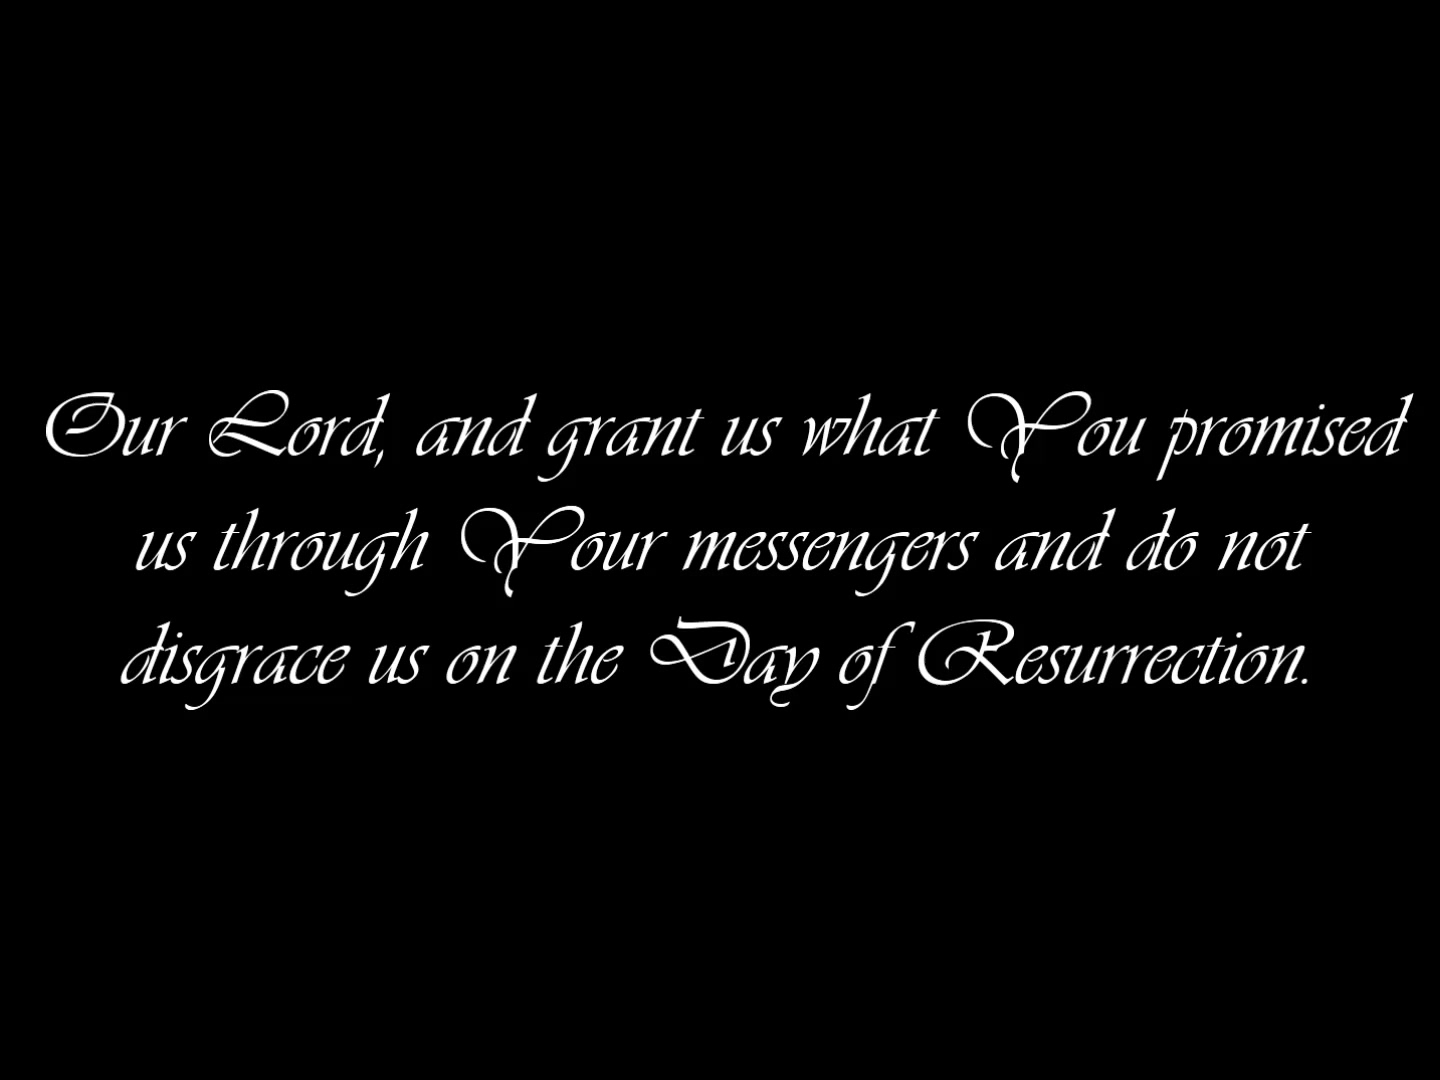 Our Lord, and grant us what You promised
us through Your messengers and do not
disgrace us on the Day of Resurrection.